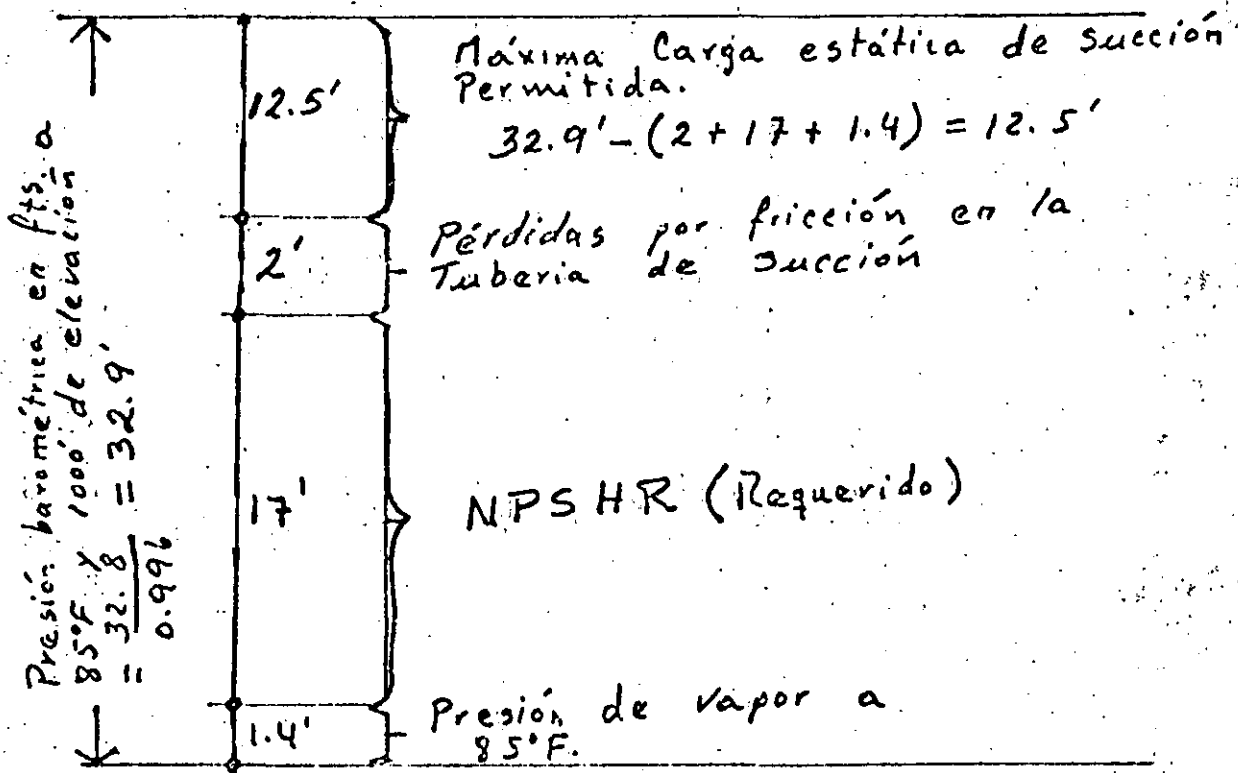 Presión barométrica en fts. a
85°F y 1000' de elevación
= 32.8 = 32.9'
0.996
12.5'
Máxima Carga estática de Succión
Permitida.
32.9' - (2 + 17 + 1.4) = 12.5'
2'
Pérdidas por fricción en la
Tuberia de Succión
17'
NPSHR (Requerido)
1.4'
Presión de vapor a
85°F.